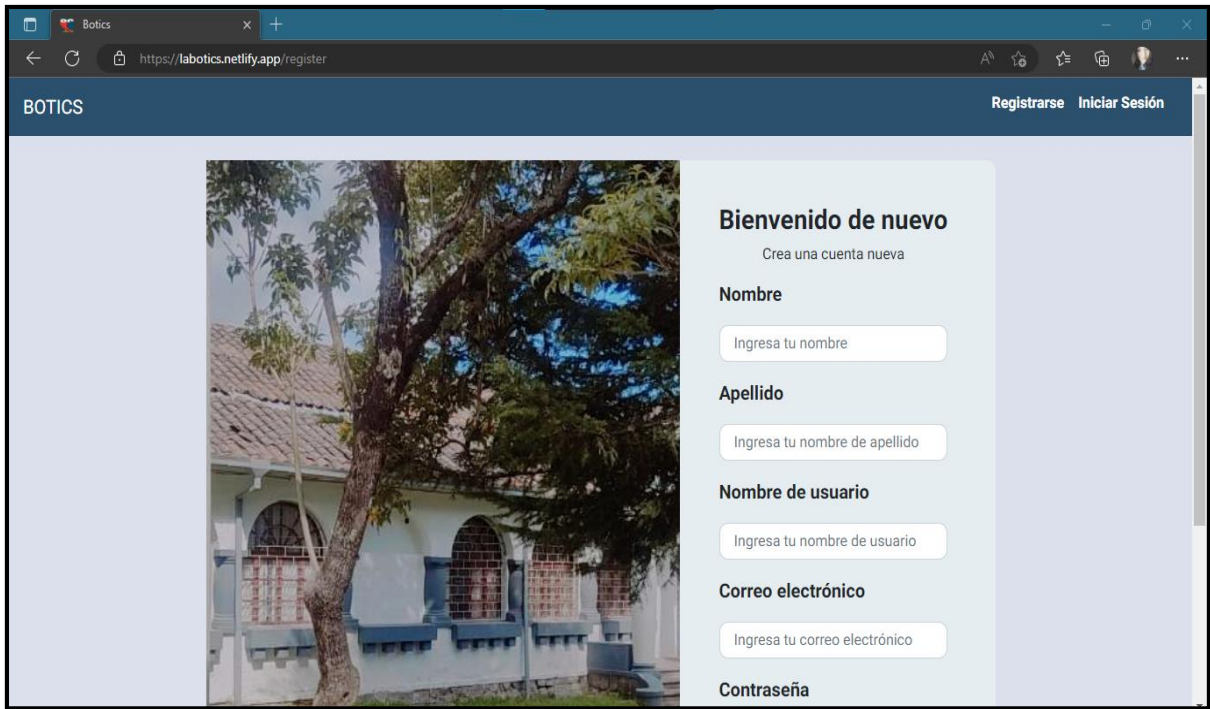 Botics
https://labotics.netlify.app/register
BOTICS
Registrarse Iniciar Sesión
Bienvenido de nuevo
Crea una cuenta nueva
Nombre
Ingresa tu nombre
Apellido
Ingresa tu nombre de apellido
Nombre de usuario
Ingresa tu nombre de usuario
Correo electrónico
Ingresa tu correo electrónico
Contraseña